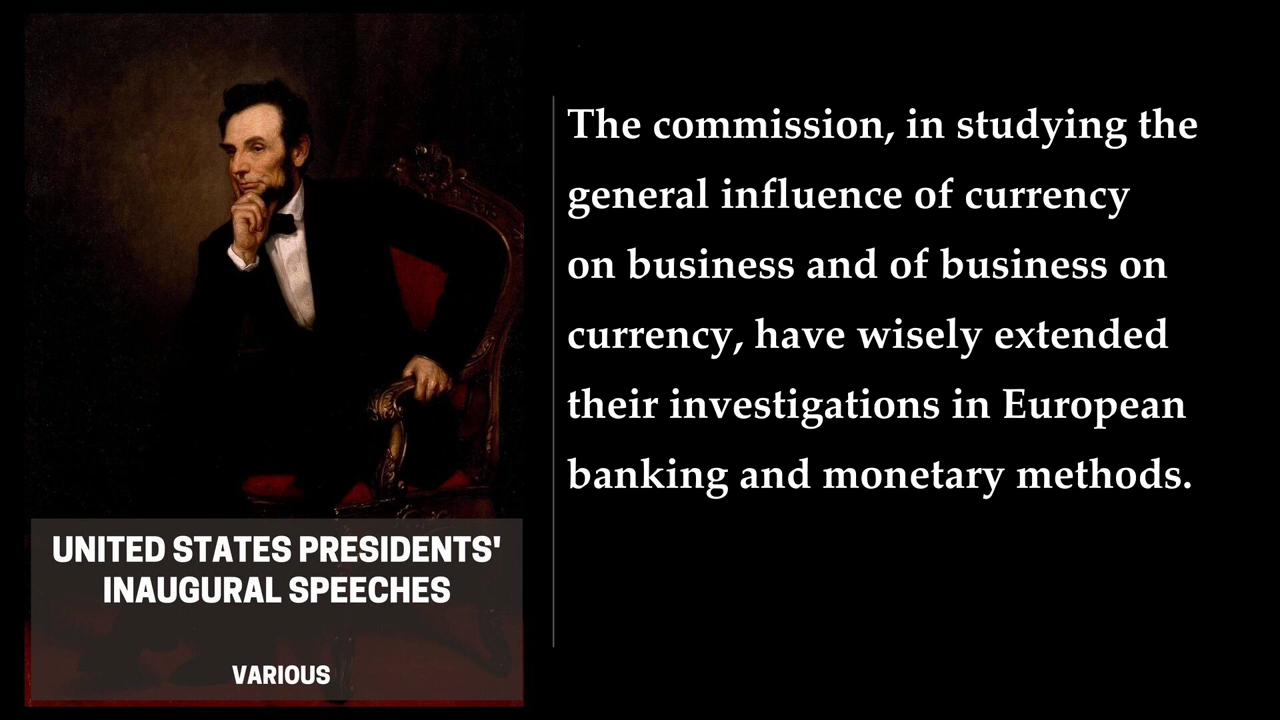 The commission, in studying the
general influence of currency
on business and of business on
currency, have wisely extended
their investigations in European
banking and monetary methods.
UNITED STATES PRESIDENTS'
INAUGURAL SPEECHES
VARIOUS